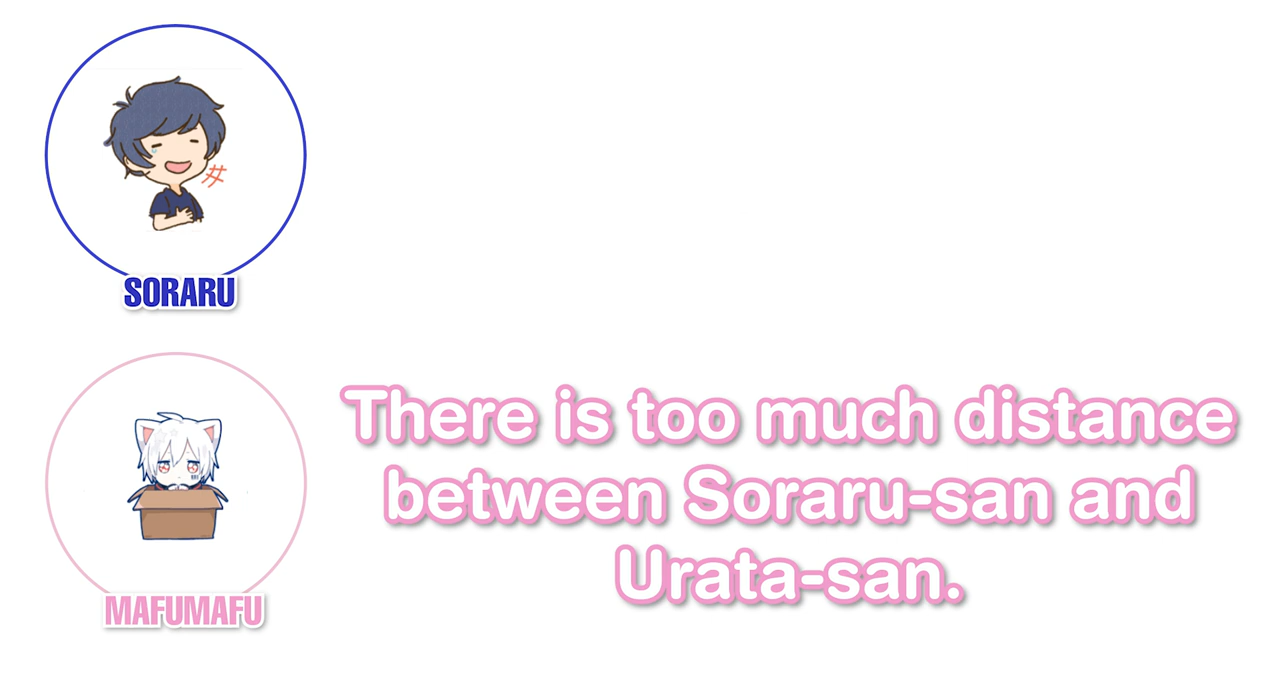 SORARU
MAFUMAFU
There is too much distance
between Soraru-san and
Urata-san.